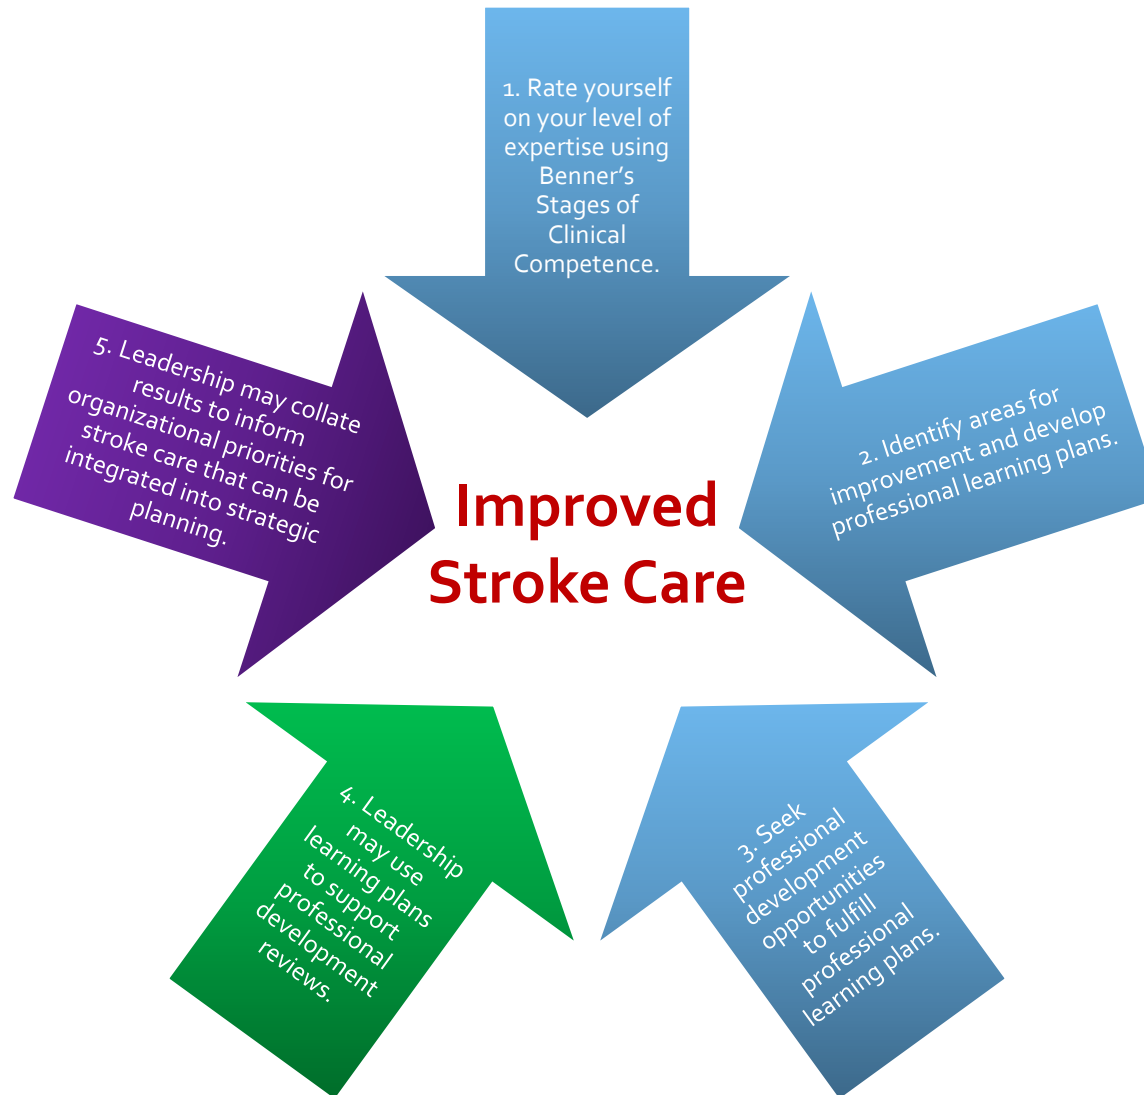 1. Rate yourself
on your level of
expertise using
Benner’s
Stages of
Clinical
Competence.
2. Identify areas for
improvement and develop
professional learning plans.
3. Seek
professional
development
opportunities
to fulfill
professional
learning plans.
4. Leadership
may use
learning plans
to support
professional
development
reviews.
5. Leadership may collate
results to inform
organizational priorities for
stroke care that can be
integrated into strategic
planning.
Improved
Stroke Care